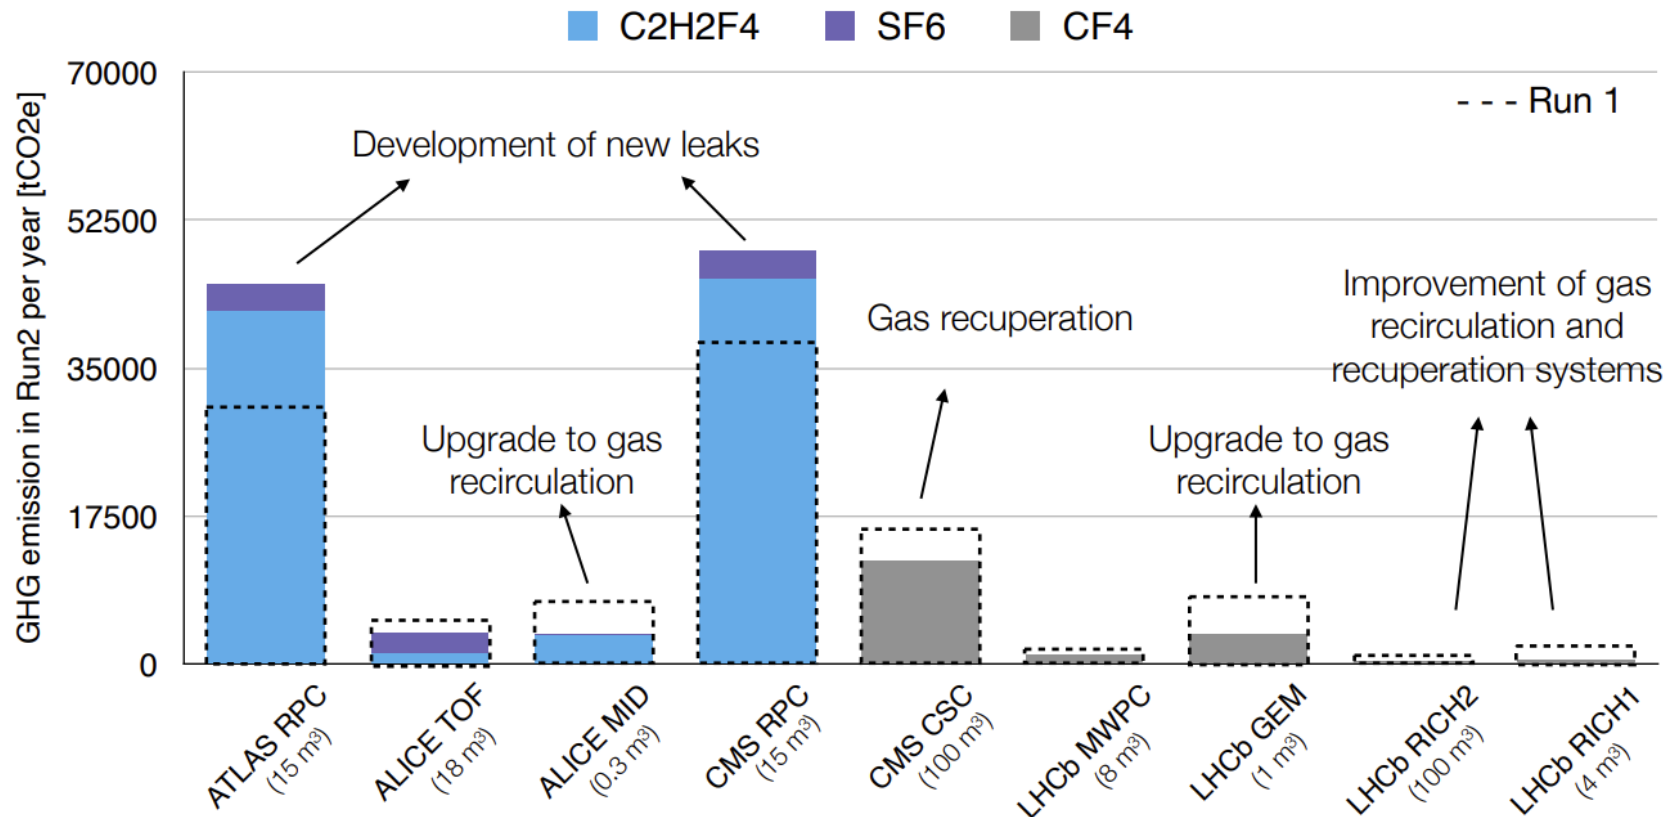 C2H2F4 SF6 CF4
GHG emission in Run2 per year [tCO2e]
70000
52500
35000
17500
0
- - - Run 1
Development of new leaks
Upgrade to gas
recirculation
Gas recuperation
Upgrade to gas
recirculation
Improvement of gas
recirculation and
recuperation systems
ATLAS RPC
(15 m³)
ALICE TOF
(18 m³)
ALICE MID
(0.3 m³)
CMS RPC
(15 m³)
CMS CSC
(100 m³)
LHCb MWPC
(8 m³)
LHCb GEM
(1 m³)
LHCb RICH2
(100 m³)
LHCb RICH1
(4 m³)